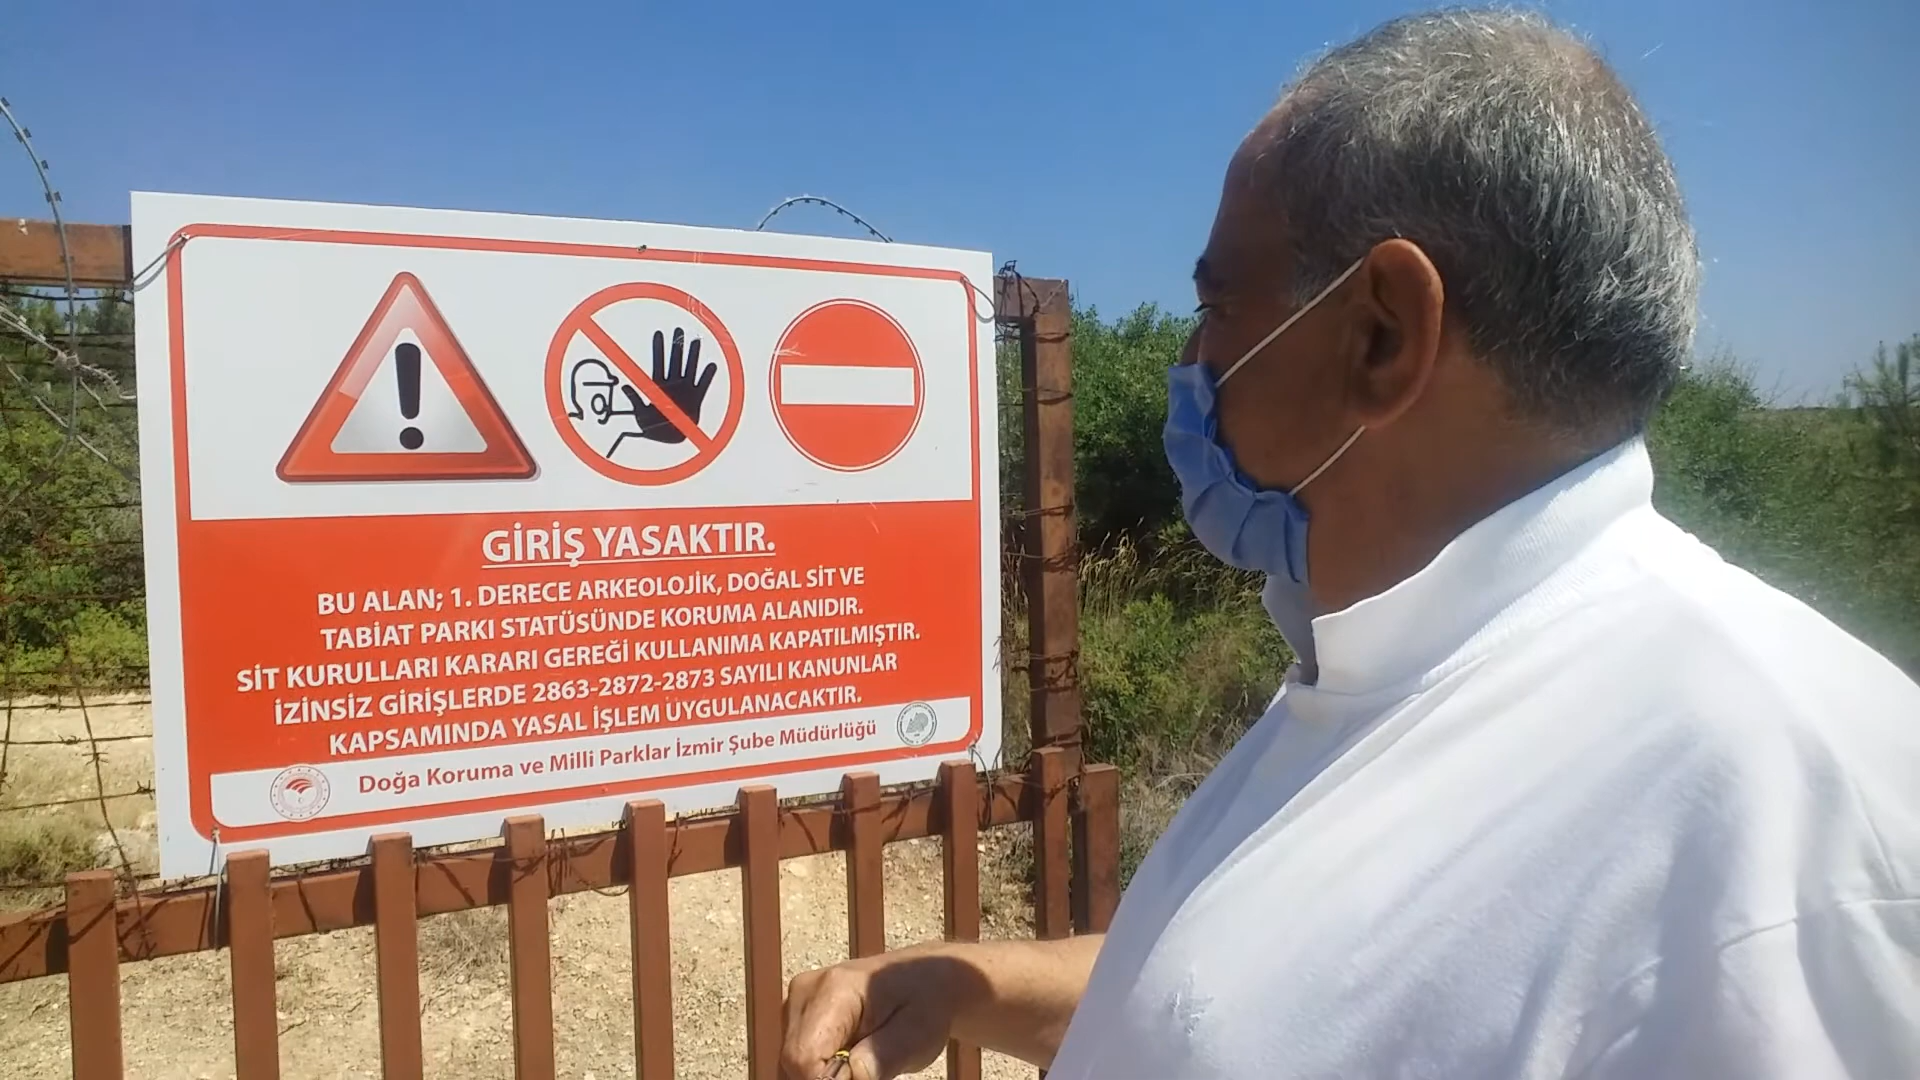 GİRİŞ YASAKTIR.
BU ALAN; 1. DERECE ARKEOLOJİK, DOĞAL SİT VE
TABİAT PARKI STATÜSÜNDE KORUMA ALANIDIR.
SİT KURULLARI KARARI GEREĞİ KULLANIMA KAPATILMIŞTIR.
İZİNSİZ GİRİŞLERDE 2863-2872-2873 SAYILI KANUNLAR
KAPSAMINDA YASAL İŞLEM UYGULANACAKTIR.
Doğa Koruma ve Milli Parklar İzmir Şube Müdürlüğü